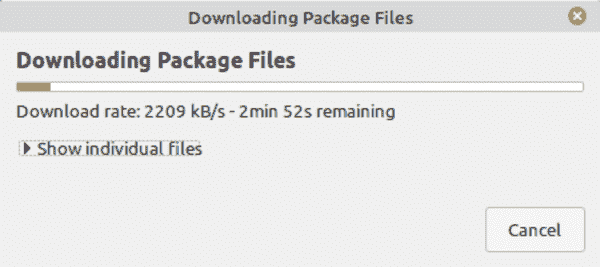 Downloading Package Files
Downloading Package Files
Download rate: 2209 kB/s - 2min 52s remaining
Show individual files
Cancel